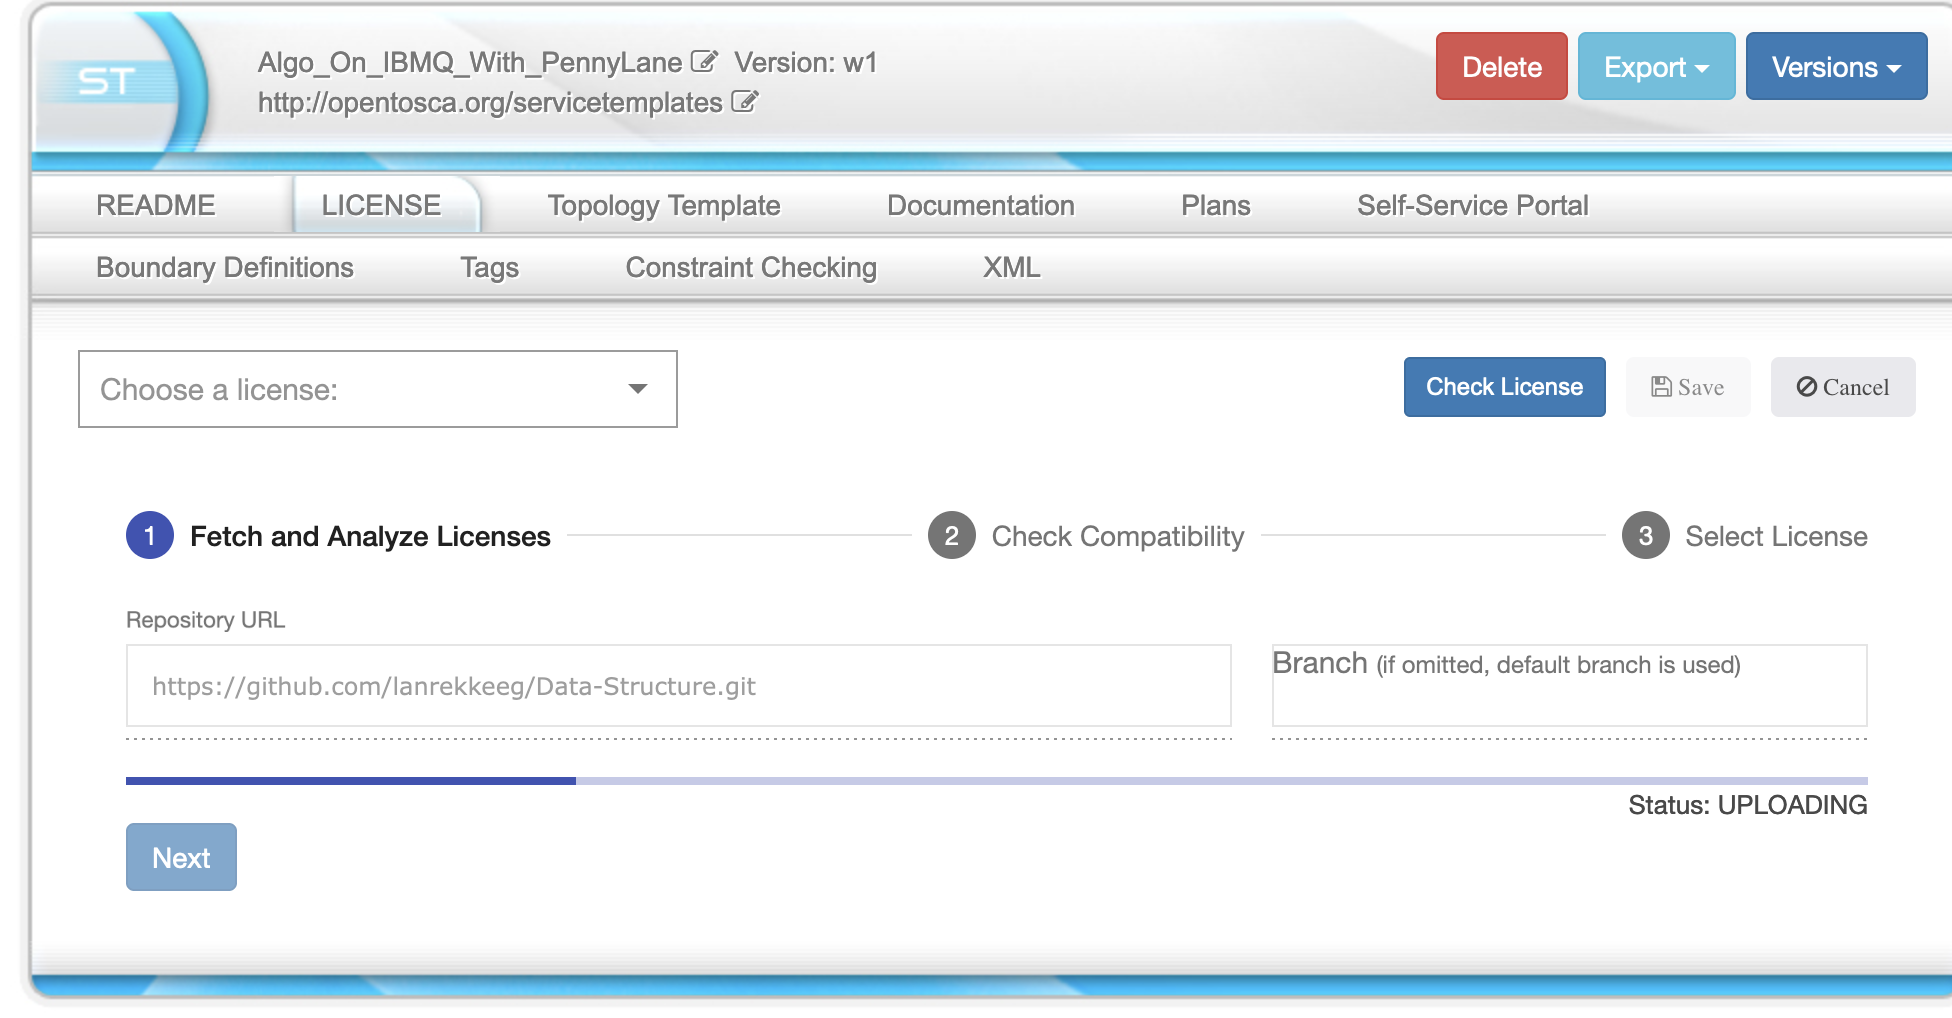 ST
Algo_On_IBMQ_With_PennyLane Version: w1
http://opentosca.org/servicetemplates
Delete Export Versions
README LICENSE Topology Template Documentation Plans Self-Service Portal
Boundary Definitions Tags Constraint Checking XML
Choose a license:
Check License Save Cancel
1 Fetch and Analyze Licenses 2 Check Compatibility 3 Select License
Repository URL
https://github.com/lanrekkeeg/Data-Structure.git
Branch (if omitted, default branch is used)
Status: UPLOADING
Next